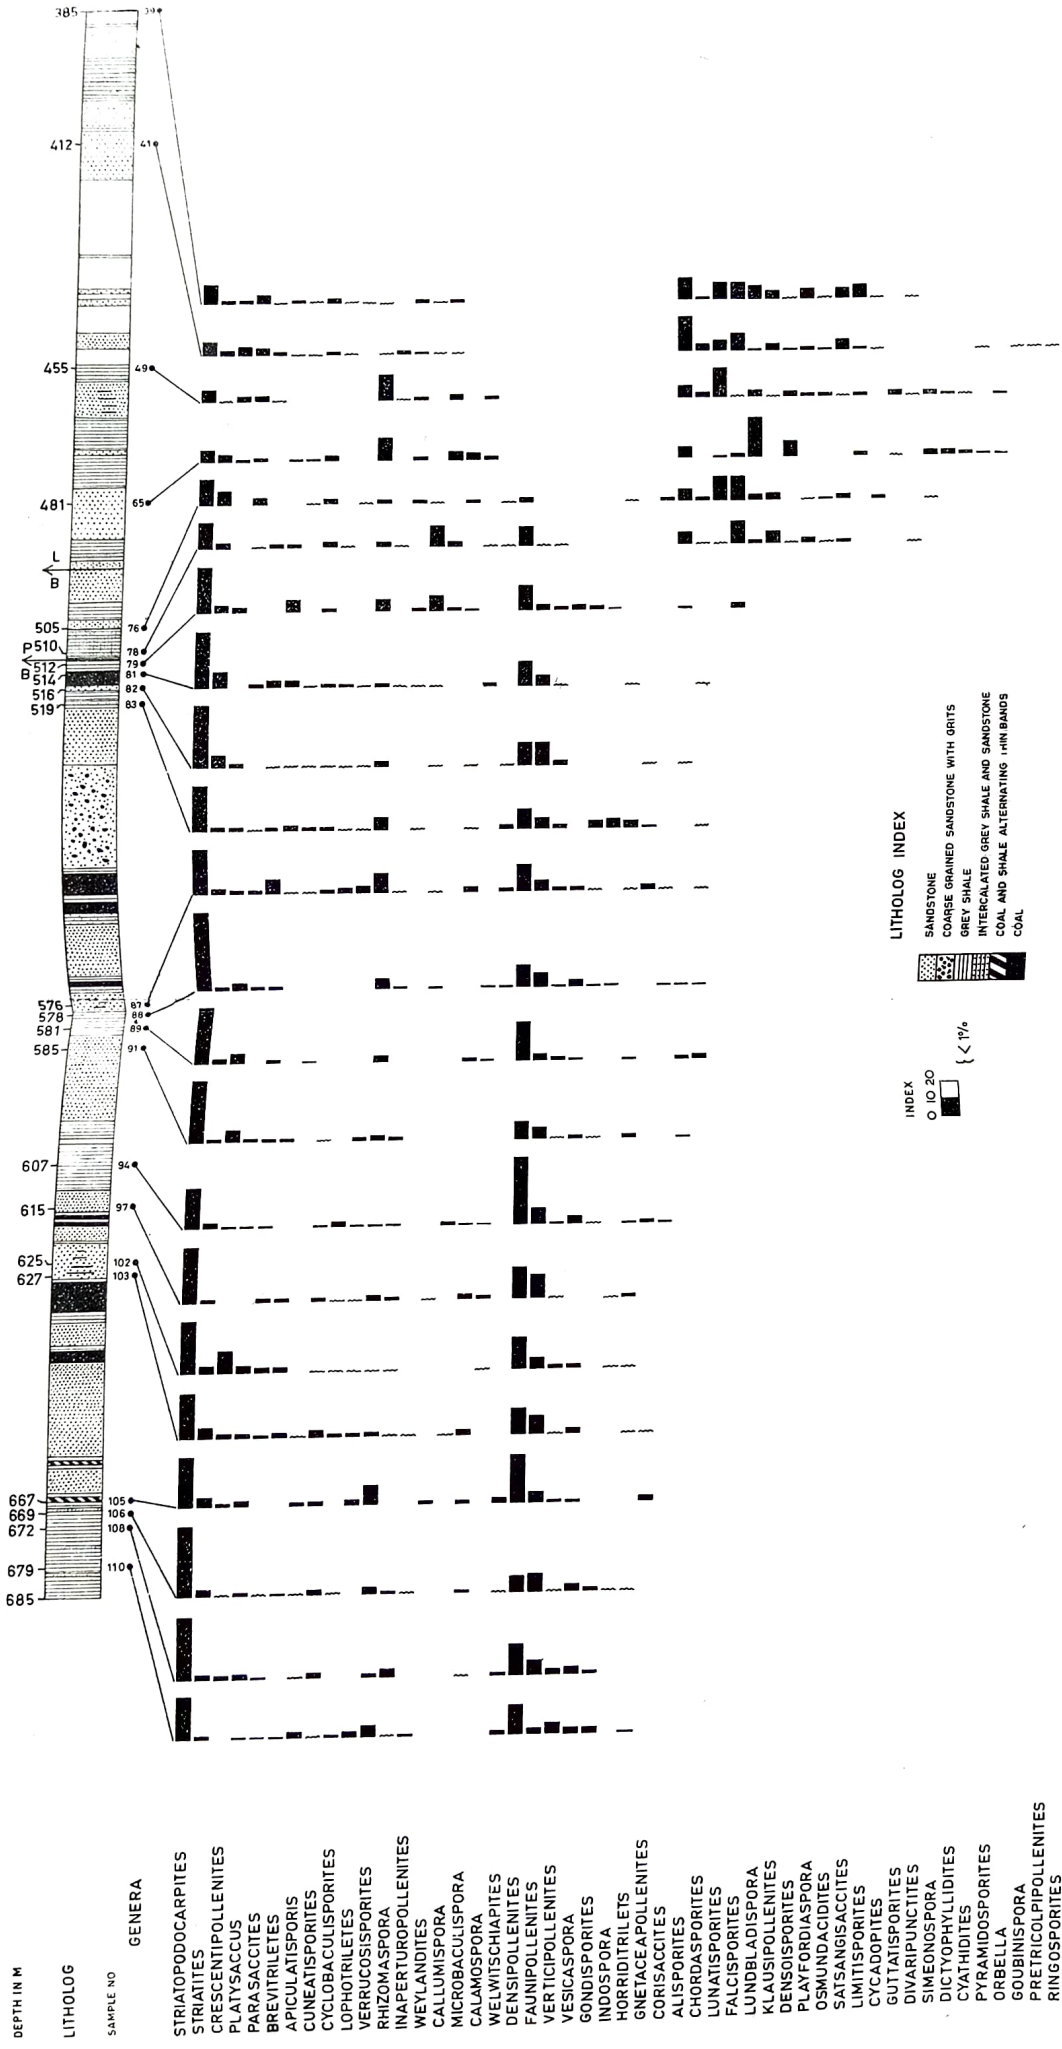 385
39
412
41
455
49
481
65
L
B
505
76
P
510
78
512
79
B
514
81
516
82
519
83
576
87
578
88
581
89
585
91
607
94
615
97
625
102
627
103
667
105
669
106
672
108
679
110
685
LITHOLOG INDEX
SANDSTONE
COARSE GRAINED SANDSTONE WITH GRITS
GREY SHALE
INTERCALATED GREY SHALE AND SANDSTONE
COAL AND SHALE ALTERNATING THIN BANDS
COAL
INDEX
0 10 20
{ < 1%
DEPTH IN M
LITHOLOG
SAMPLE NO
GENERA
STRIATOPODOCARPITES
STRIATITES
CRESCENTIPOLLENITES
PLATYSACCUS
PARASACCITES
BREVITRILETES
APICULATISPORIS
CUNEATISPORITES
CYCLOBACULISPORITES
LOPHOTRILETES
VERRUCOSISPORITES
RHIZOMASPORA
INAPERTUROPOLLENITES
WEYLANDITES
CALLUMISPORA
MICROBACULISPORA
CALAMOSPORA
WELWITSCHIAPITES
DENSIPOLLENITES
FAUNIPOLLENITES
VERTICIPOLLENITES
VESICASPORA
GONDISPORITES
INDOSPORA
HORRIDITRILETS
GNETACEAPOLLENITES
CORISACCITES
ALISPORITES
CHORDASPORITES
LUNATISPORITES
FALCISPORITES
LUNDBLADISPORA
KLAUSIPOLLENITES
DENSOISPORITES
PLAYFORDIASPORA
OSMUNDACIDITES
SATSANGISACCITES
LIMITISPORITES
CYCADOPITES
GUTTATISPORITES
DIVARIPUNCTITES
SIMEONOSPORA
DICTYOPHYLLIDITES
CYATHIDITES
PYRAMIDOSPORITES
ORBELLA
GOUBINISPORA
PRETRICOLPIPOLLENITES
RINGOSPORITES